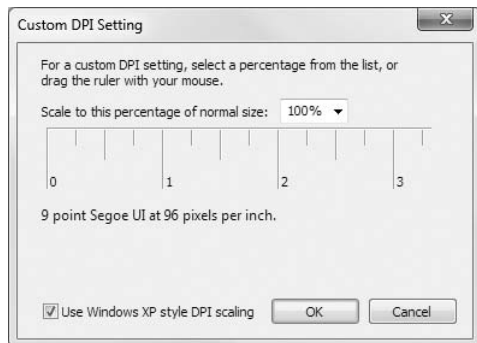 Custom DPI Setting
For a custom DPI setting, select a percentage from the list, or
drag the ruler with your mouse.
Scale to this percentage of normal size: 100%
0 1 2 3
9 point Segoe UI at 96 pixels per inch.
Use Windows XP style DPI scaling OK Cancel